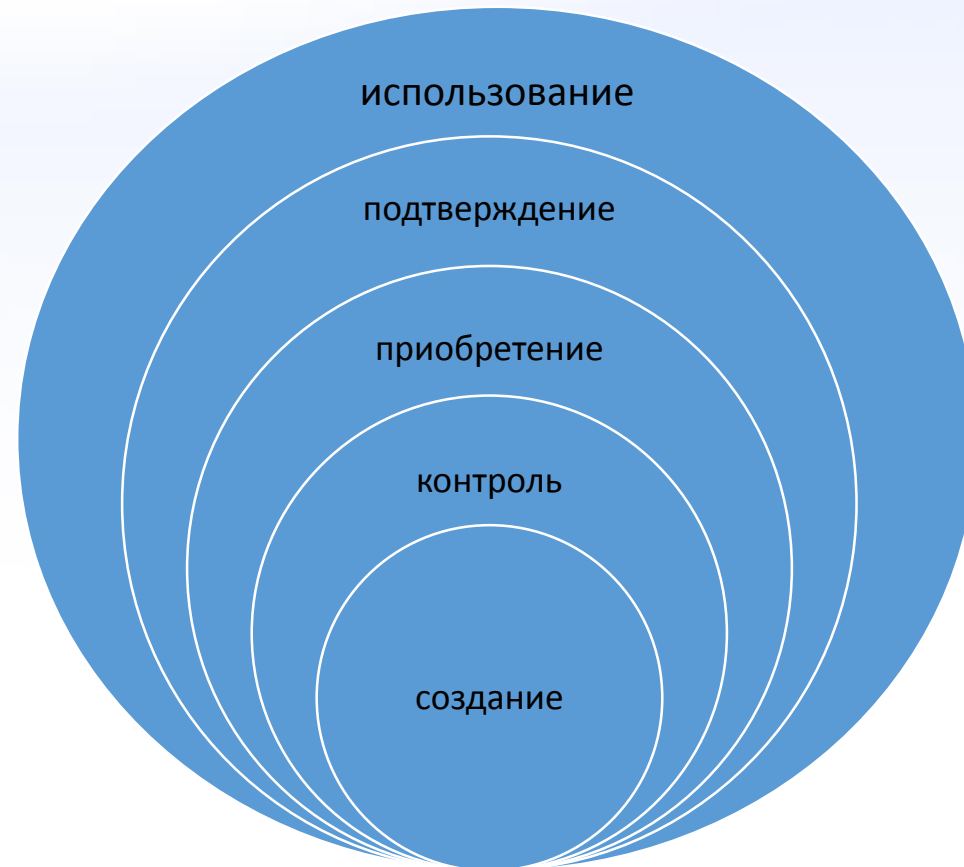 использование
подтверждение
приобретение
контроль
создание